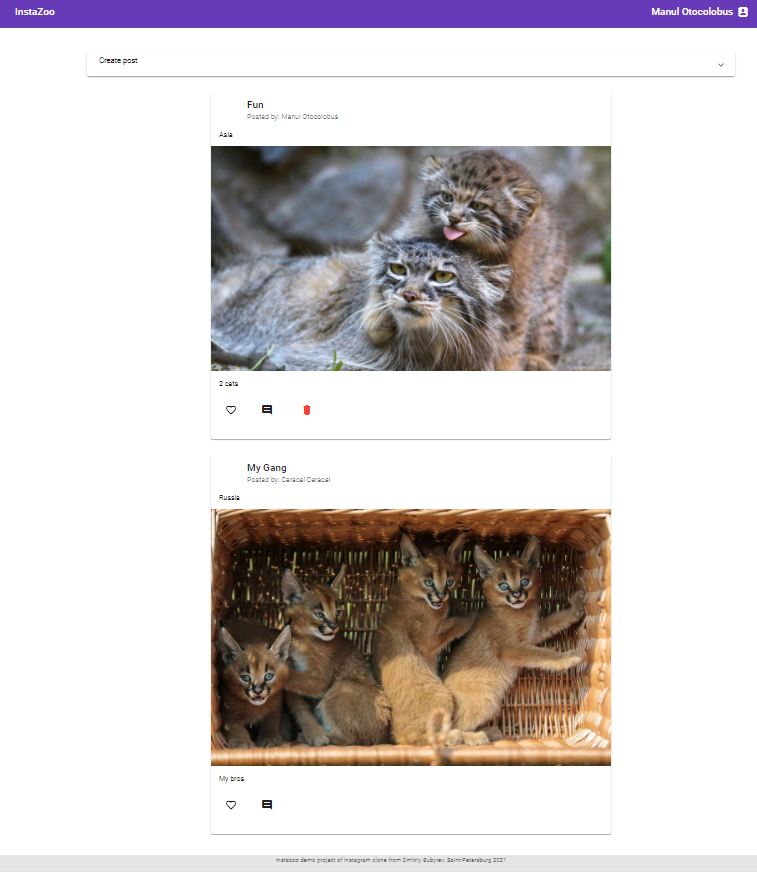 InstaZoo
Manul Otocolobus
Create post
Fun
Posted by: Manul Otocolobus
Asia
2 cats
My Gang
Posted by: Caracal Caracal
Russia
My bros
Instazoo demo project of Instagram clone from Dmitriy Bubyrev. Saint-Petersburg 2021